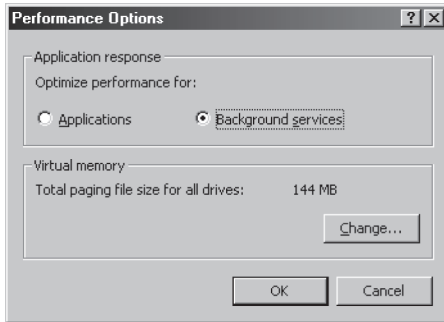 Performance Options
Application response
Optimize performance for:
Applications
Background services
Virtual memory
Total paging file size for all drives: 144 MB
Change...
OK
Cancel